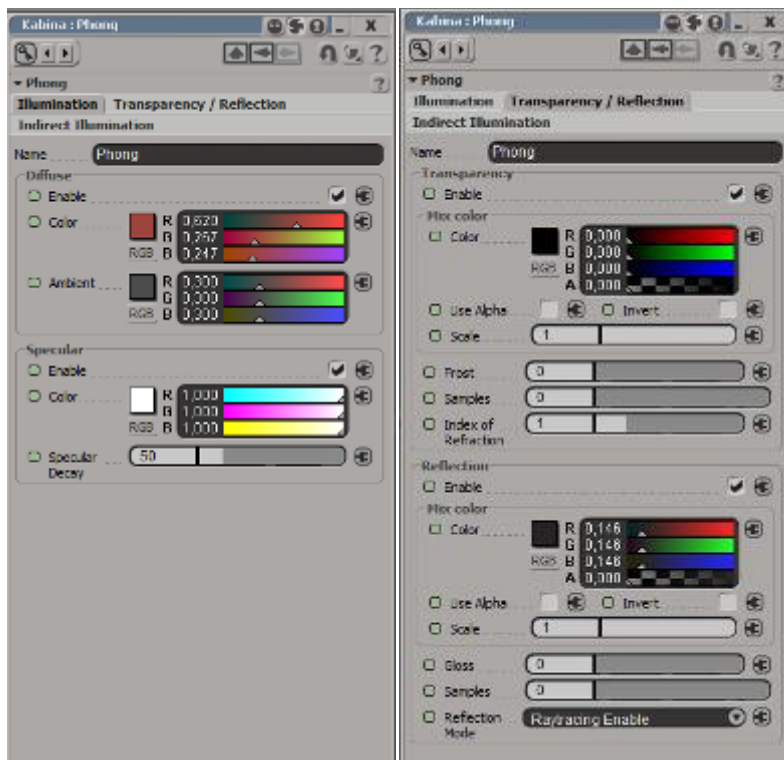 Kabina : Phong
Phong
Illumination Transparency / Reflection
Indirect Illumination
Name Phong
Diffuse
Enable
Color R 0,620
G 0,267
RGB B 0,247
Ambient R 0,300
G 0,300
RGB B 0,300
Specular
Enable
Color R 1,000
G 1,000
RGB B 1,000
Specular Decay 50
Kabina : Phong
Phong
Illumination Transparency / Reflection
Indirect Illumination
Name Phong
Transparency
Enable
Mix color
Color R 0,000
G 0,000
RGB B 0,000
A 0,000
Use Alpha Invert
Scale 1
Frost 0
Samples 0
Index of Refraction 1
Reflection
Enable
Mix color
Color R 0,146
G 0,146
RGB B 0,146
A 0,000
Use Alpha Invert
Scale 1
Gloss 0
Samples 0
Reflection Mode Raytracing Enable